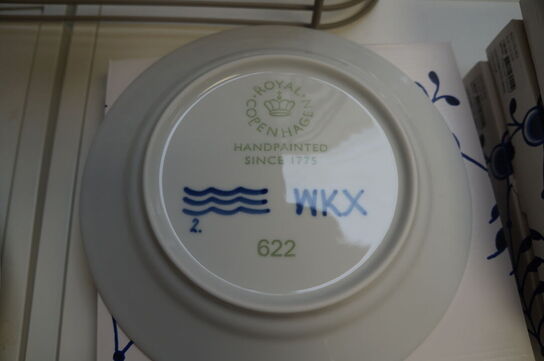 ROYAL
COPENHAGEN
HANDPAINTED
SINCE 1775
WKX
2.
622